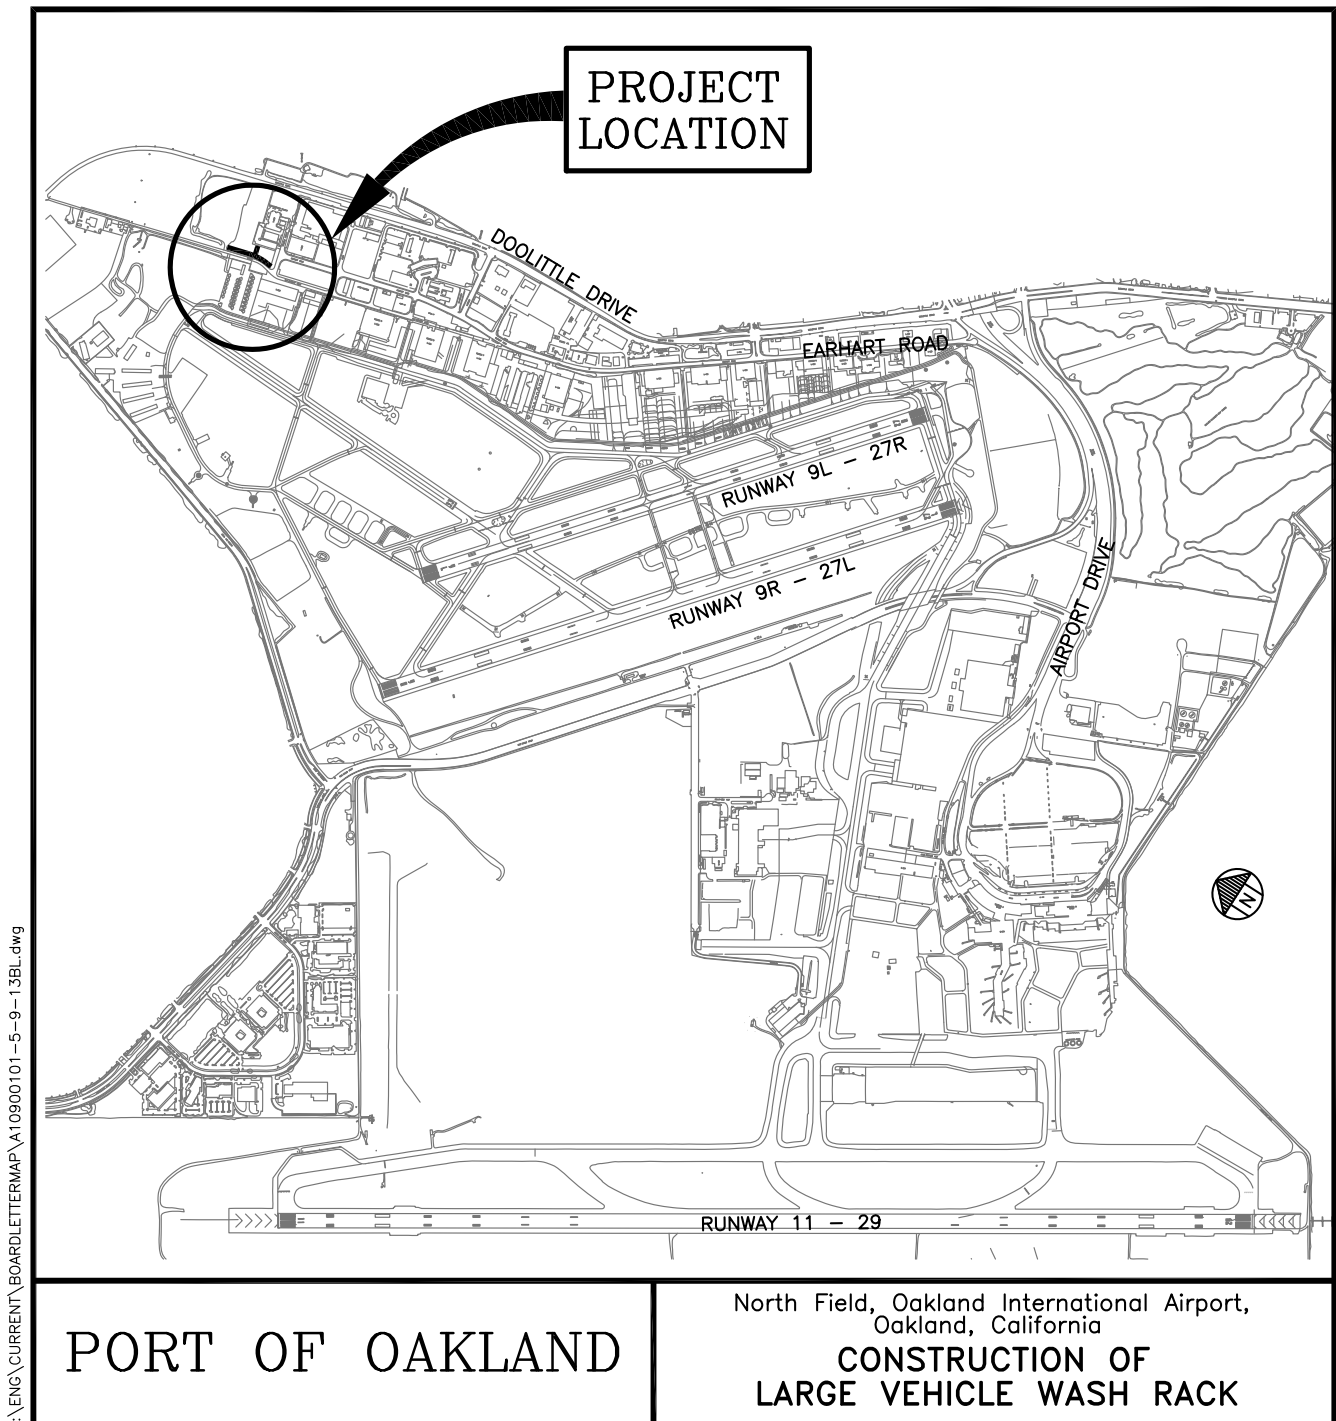 PROJECT
LOCATION
DOOLITTLE DRIVE
EARHART ROAD
RUNWAY 9L - 27R
RUNWAY 9R - 27L
AIRPORT DRIVE
N
RUNWAY 11 - 29
:\ENG\CURRENT\BOARDLETTERMAP\A10900101-5-9-13BL.dwg
PORT OF OAKLAND
North Field, Oakland International Airport,
Oakland, California
CONSTRUCTION OF
LARGE VEHICLE WASH RACK